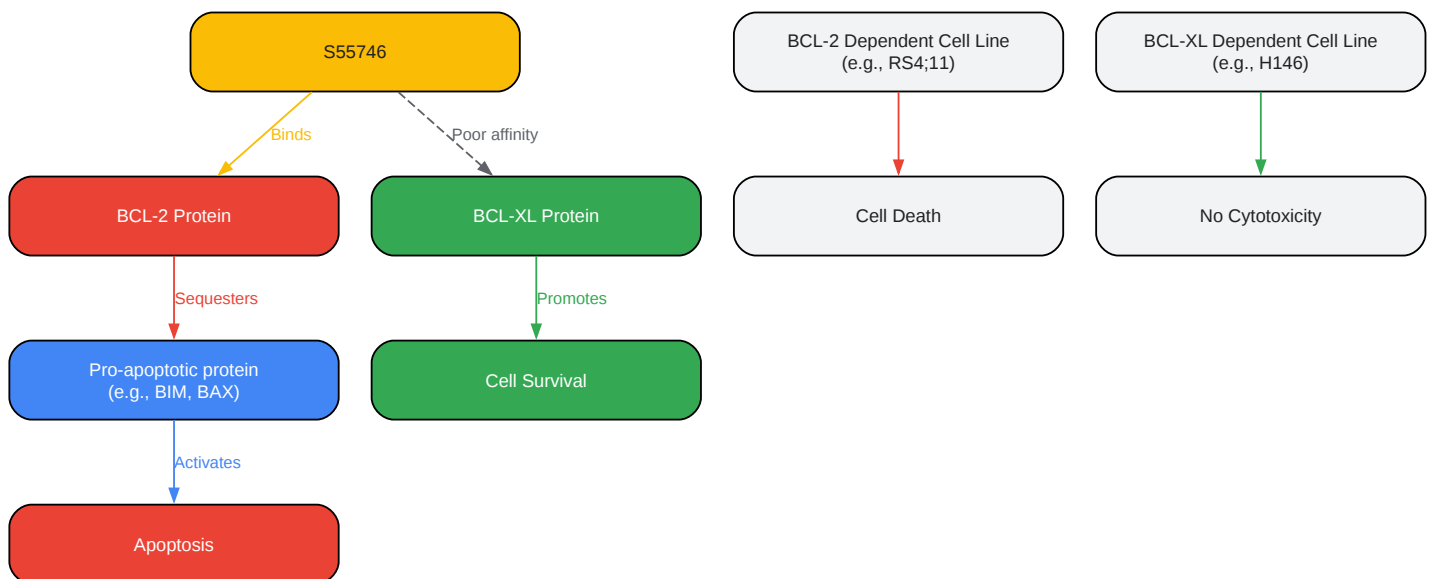 S55746
BCL-2 Dependent Cell Line
(e.g., RS4;11)
BCL-XL Dependent Cell Line
(e.g., H146)
Binds
Poor affinity
BCL-2 Protein
BCL-XL Protein
Cell Death
No Cytotoxicity
Sequesters
Promotes
Pro-apoptotic protein
(e.g., BIM, BAX)
Cell Survival
Activates
Apoptosis